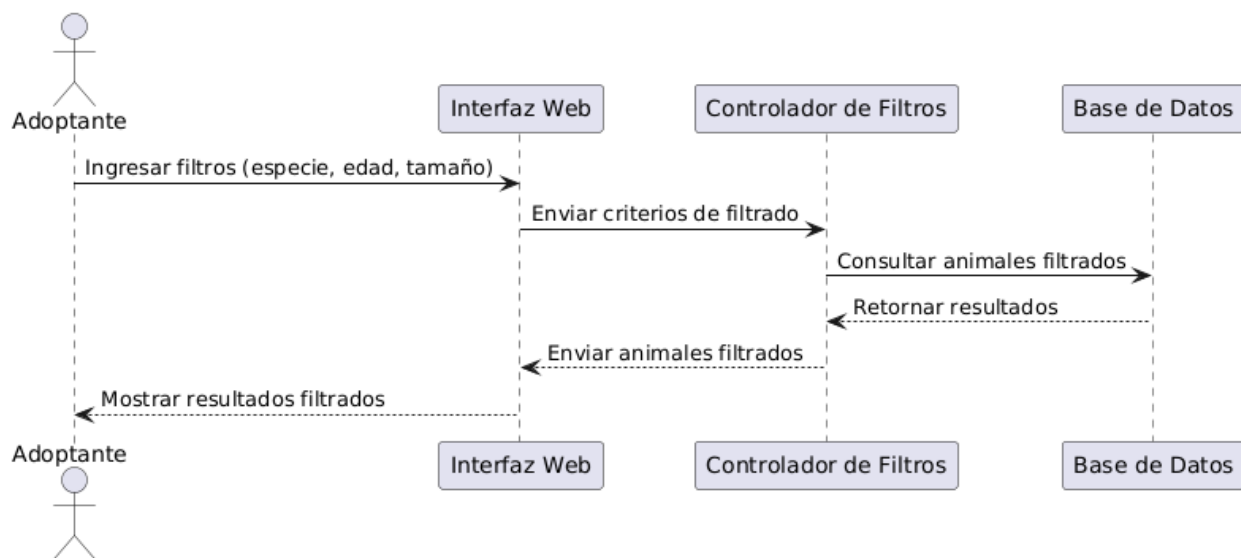 Adoptante
Interfaz Web
Controlador de Filtros
Base de Datos
Ingresar filtros (especie, edad, tamaño)
Enviar criterios de filtrado
Consultar animales filtrados
Retornar resultados
Enviar animales filtrados
Mostrar resultados filtrados
Adoptante
Interfaz Web
Controlador de Filtros
Base de Datos